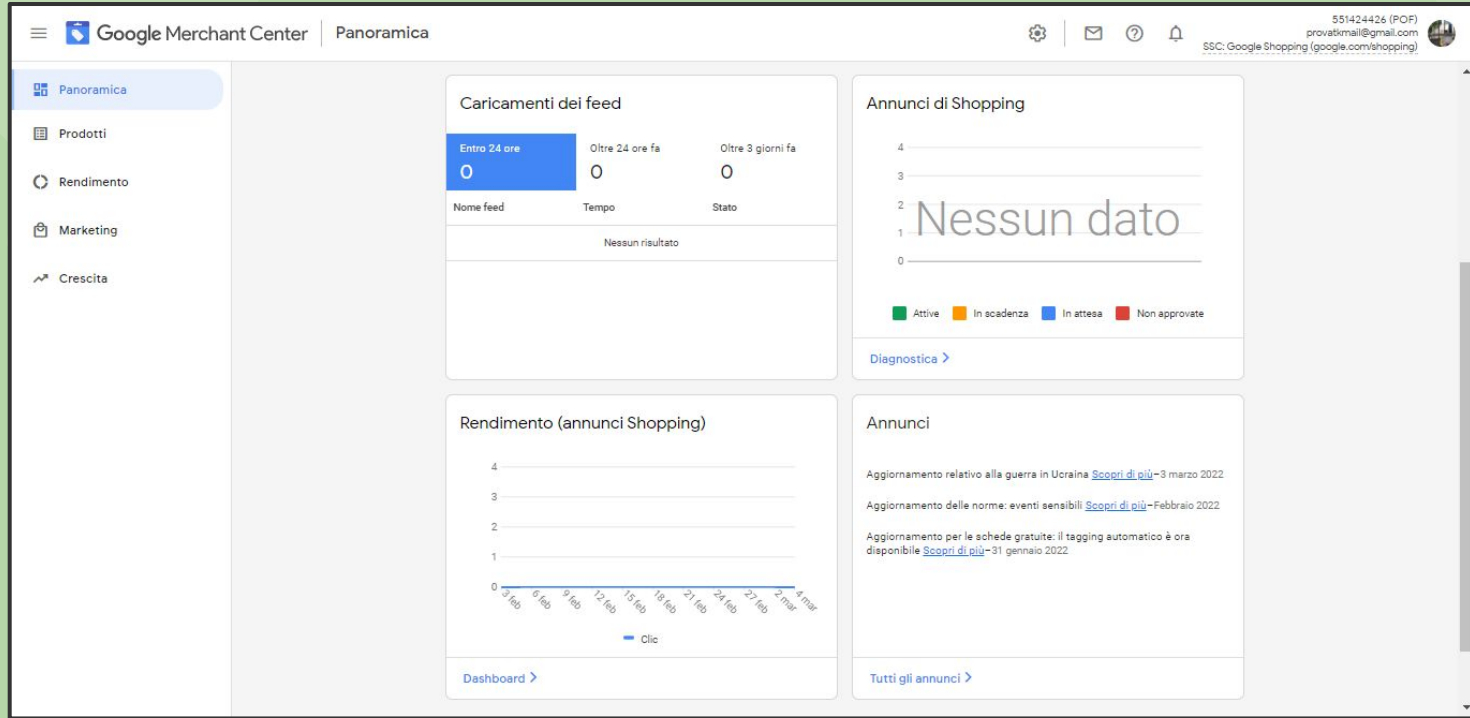 Google Merchant Center
Panoramica
551424426 (POF)
provatkmail@gmail.com
SSC: Google Shopping (google.com/shopping)
Panoramica
Prodotti
Rendimento
Marketing
Crescita
Caricamenti dei feed
Entro 24 ore
Oltre 24 ore fa
Oltre 3 giorni fa
0
0
0
Nome feed
Tempo
Stato
Nessun risultato
Annunci di Shopping
4
3
2
1
0
Nessun dato
Attive
In scadenza
In attesa
Non approvate
Diagnostica
Rendimento (annunci Shopping)
4
3
2
1
0
3 feb
6 feb
9 feb
12 feb
15 feb
18 feb
21 feb
24 feb
27 feb
2 mar
4 mar
Clic
Dashboard
Annunci
Aggiornamento relativo alla guerra in Ucraina Scopri di più–3 marzo 2022
Aggiornamento delle norme: eventi sensibili Scopri di più–Febbraio 2022
Aggiornamento per le schede gratuite: il tagging automatico è ora
disponibile Scopri di più–31 gennaio 2022
Tutti gli annunci